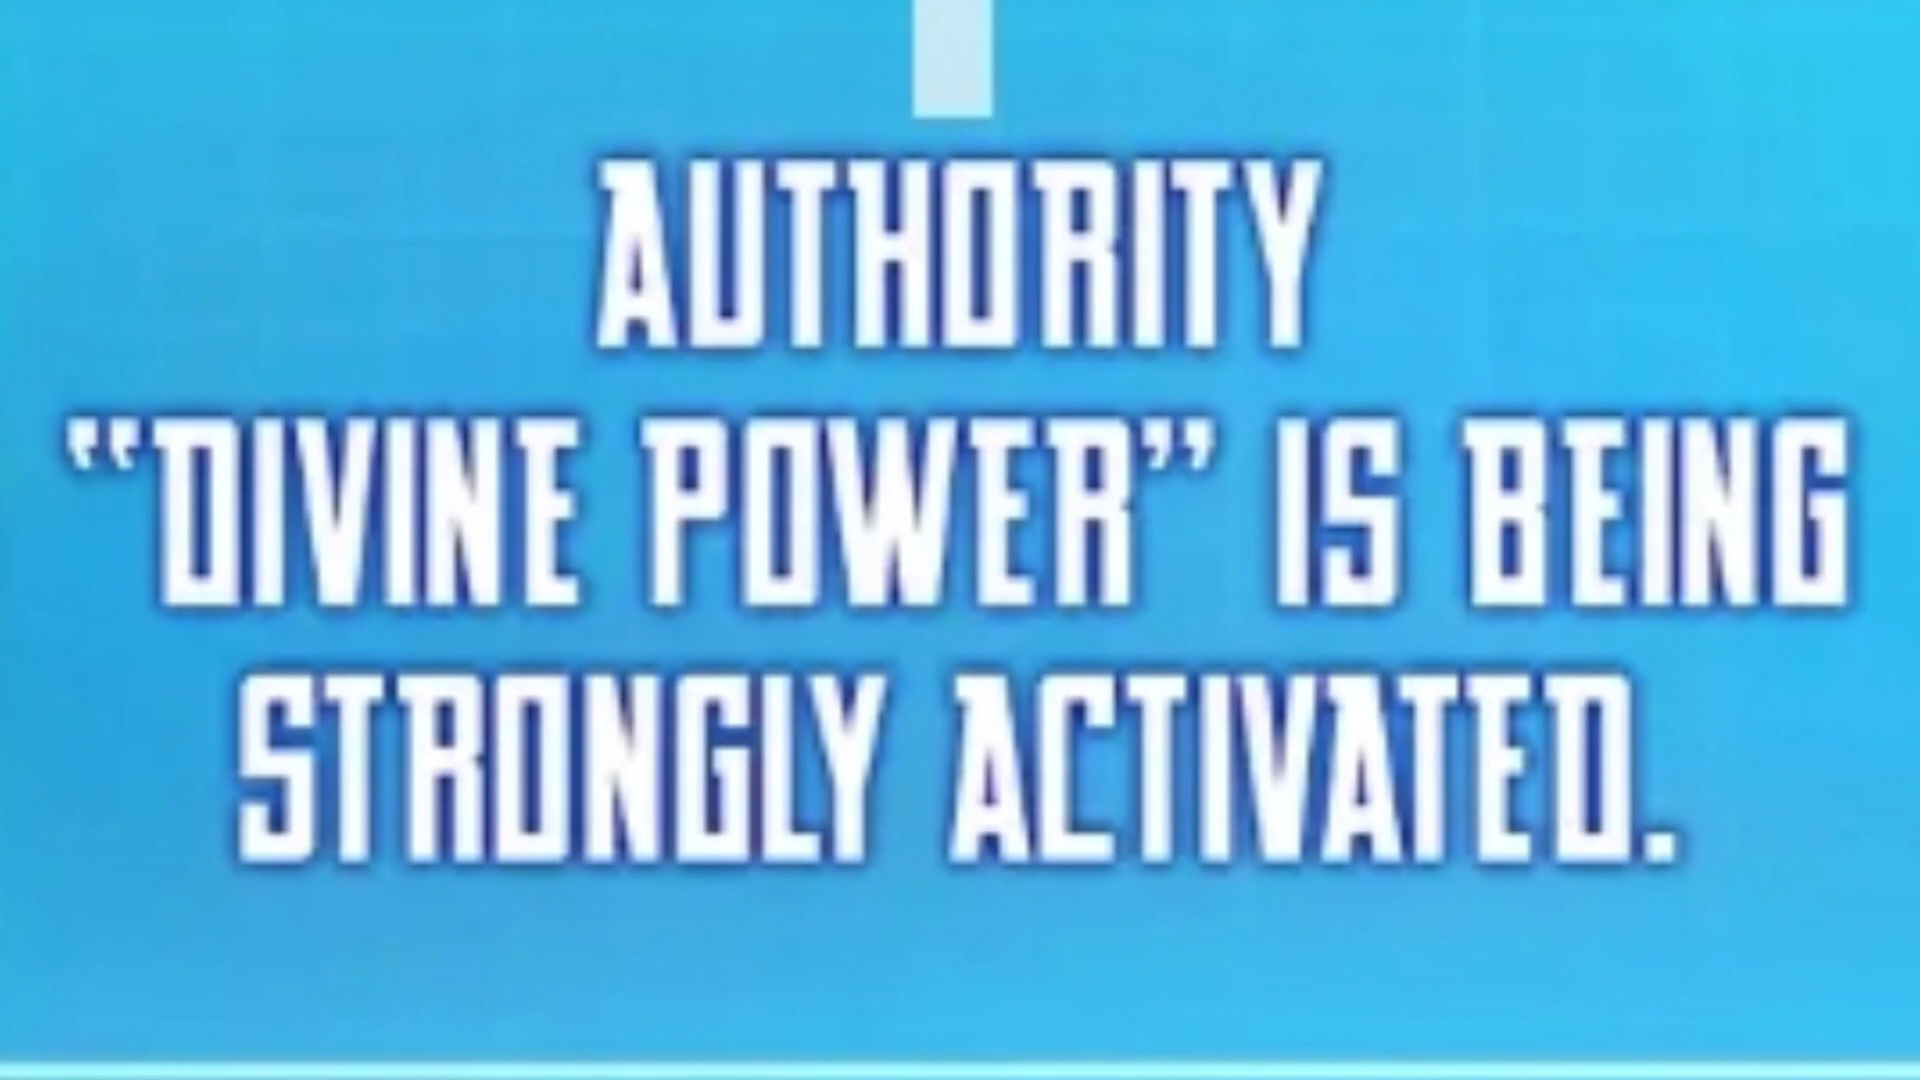 AUTHORITY
“DIVINE POWER” IS BEING
STRONGLY ACTIVATED.